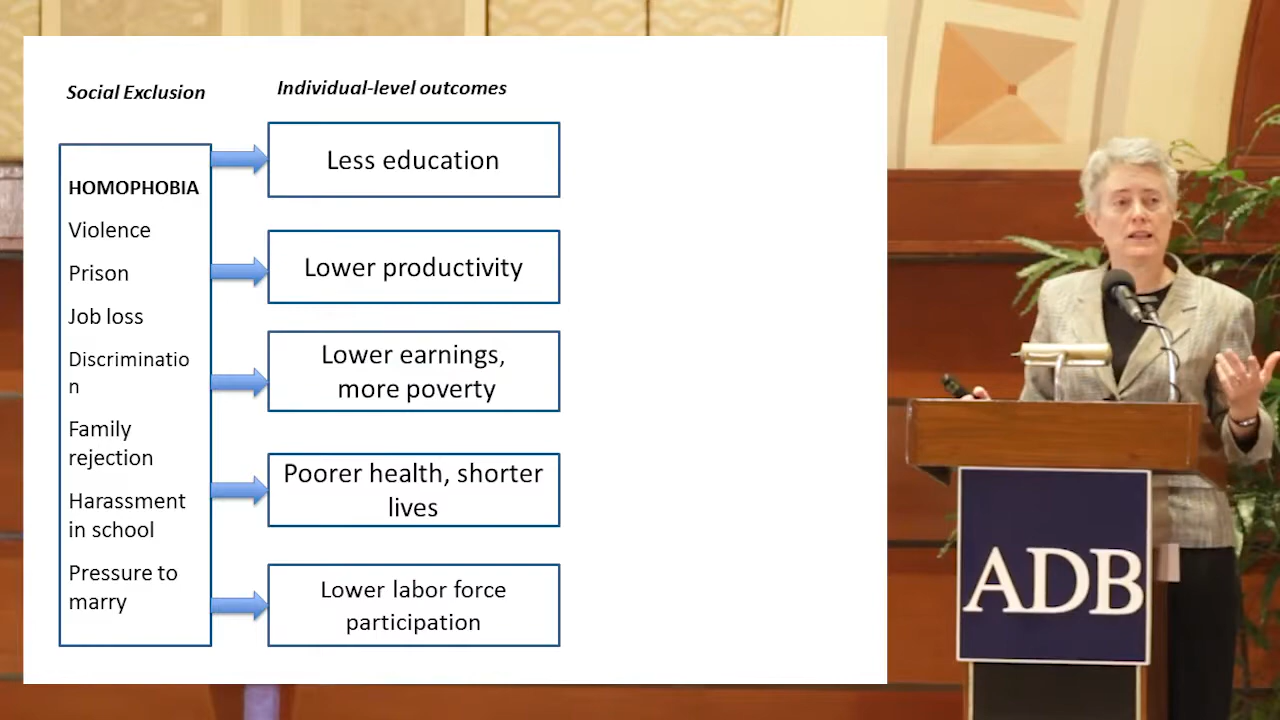 Social Exclusion
Individual-level outcomes
HOMOPHOBIA
Violence
Prison
Job loss
Discriminatio
n
Family
rejection
Harassment
in school
Pressure to
marry
Less education
Lower productivity
Lower earnings,
more poverty
Poorer health, shorter
lives
Lower labor force
participation
ADB